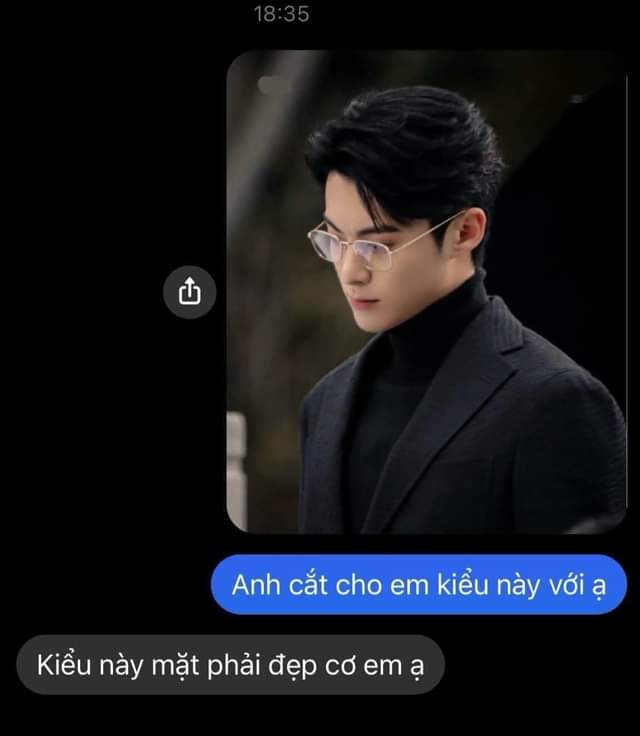 18:35
Anh cắt cho em kiểu này với ạ
Kiểu này mặt phải đẹp cơ em ạ